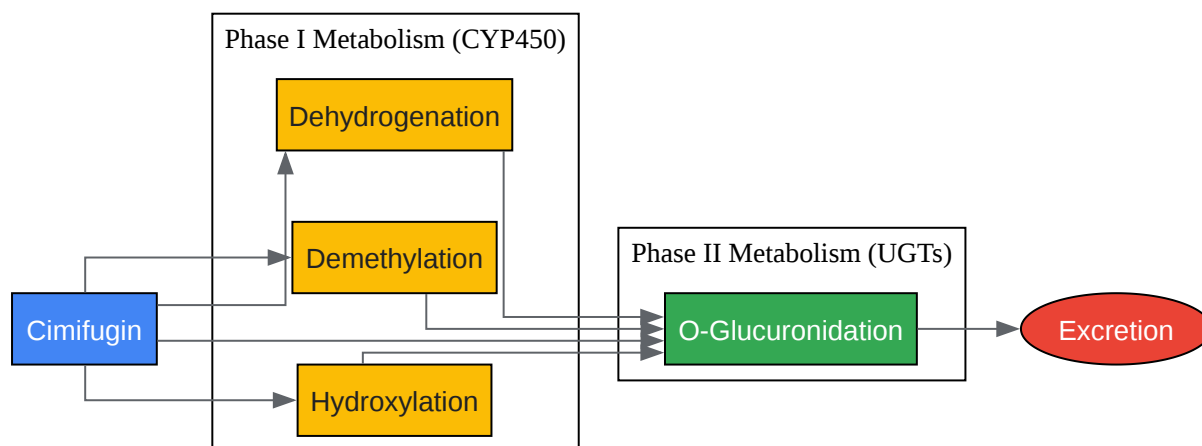 Phase I Metabolism (CYP450)
Dehydrogenation
Demethylation
Phase II Metabolism (UGTs)
Cimifugin
O-Glucuronidation
Excretion
Hydroxylation